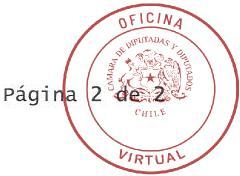 OFICINA
CÁMARA DE DIPUTADAS Y DIPUTADOS
Página 2 de 2
CHILE
VIRTUAL